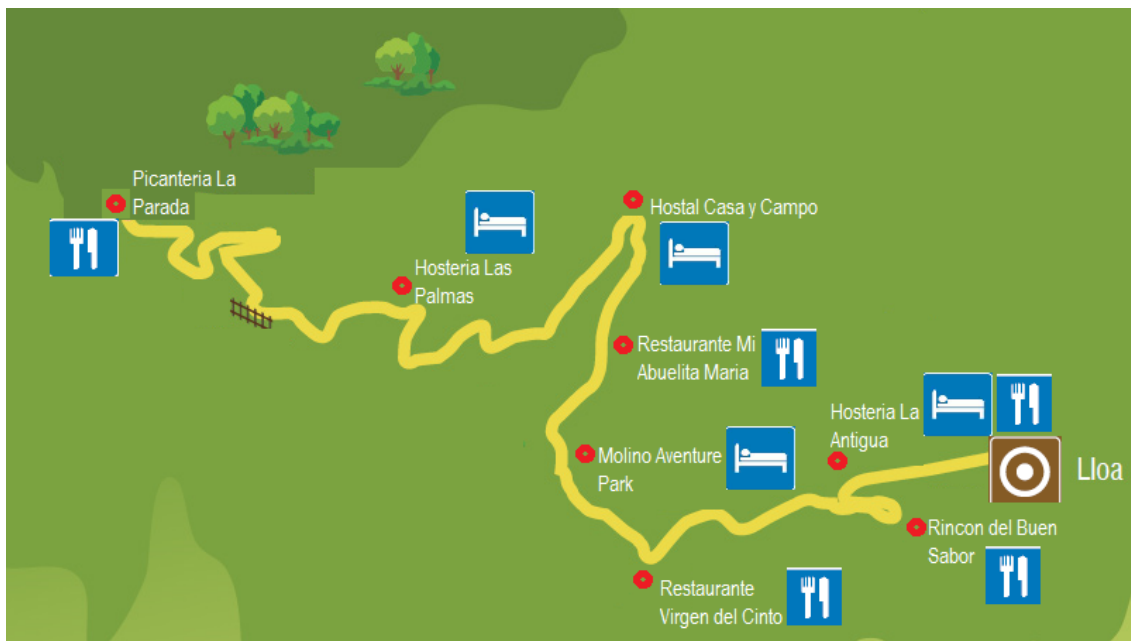 Picanteria La
Parada
Hostal Casa y Campo
Hosteria Las
Palmas
Restaurante Mi
Abuelita Maria
Hosteria La
Antigua
Molino Aventure
Park
Lloa
Rincon del Buen
Sabor
Restaurante
Virgen del Cinto